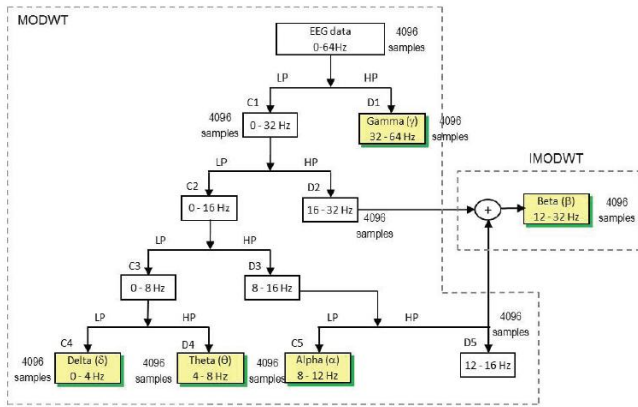 MODWT
EEG data
0-64Hz
4096
samples
LP
HP
C1
D1
4096
samples
0 - 32 Hz
Gamma (γ)
32 - 64 Hz
4096
samples
LP
HP
IMODWT
C2
D2
0 - 16 Hz
16 - 32 Hz
4096
samples
+
Beta (β)
12 - 32 Hz
4096
samples
LP
HP
C3
D3
0 - 8 Hz
8 - 16 Hz
LP
HP
LP
HP
4096
samples
C4
D4
C5
D5
4096
samples
Delta (δ)
0 - 4 Hz
4096
samples
Theta (θ)
4 - 8 Hz
4096
samples
Alpha (α)
8 - 12 Hz
12 - 16 Hz